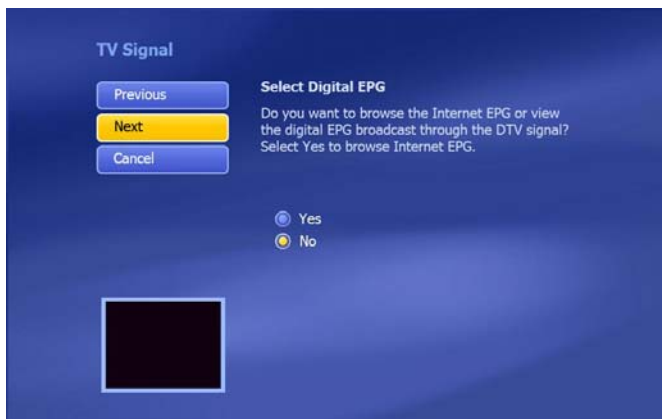 TV Signal
Previous
Next
Cancel
Select Digital EPG
Do you want to browse the Internet EPG or view
the digital EPG broadcast through the DTV signal?
Select Yes to browse Internet EPG.
Yes
No